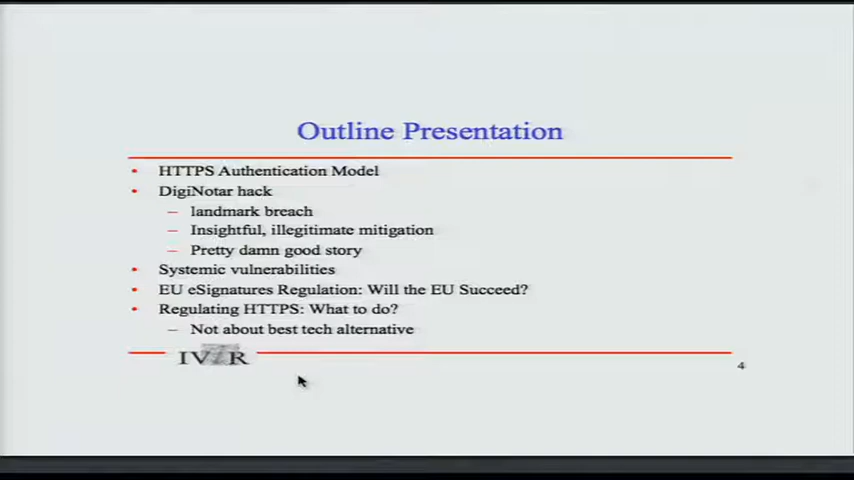 Outline Presentation
• HTTPS Authentication Model
• DigiNotar hack
– landmark breach
– Insightful, illegitimate mitigation
– Pretty damn good story
• Systemic vulnerabilities
• EU eSignatures Regulation: Will the EU Succeed?
• Regulating HTTPS: What to do?
– Not about best tech alternative
IViR
4